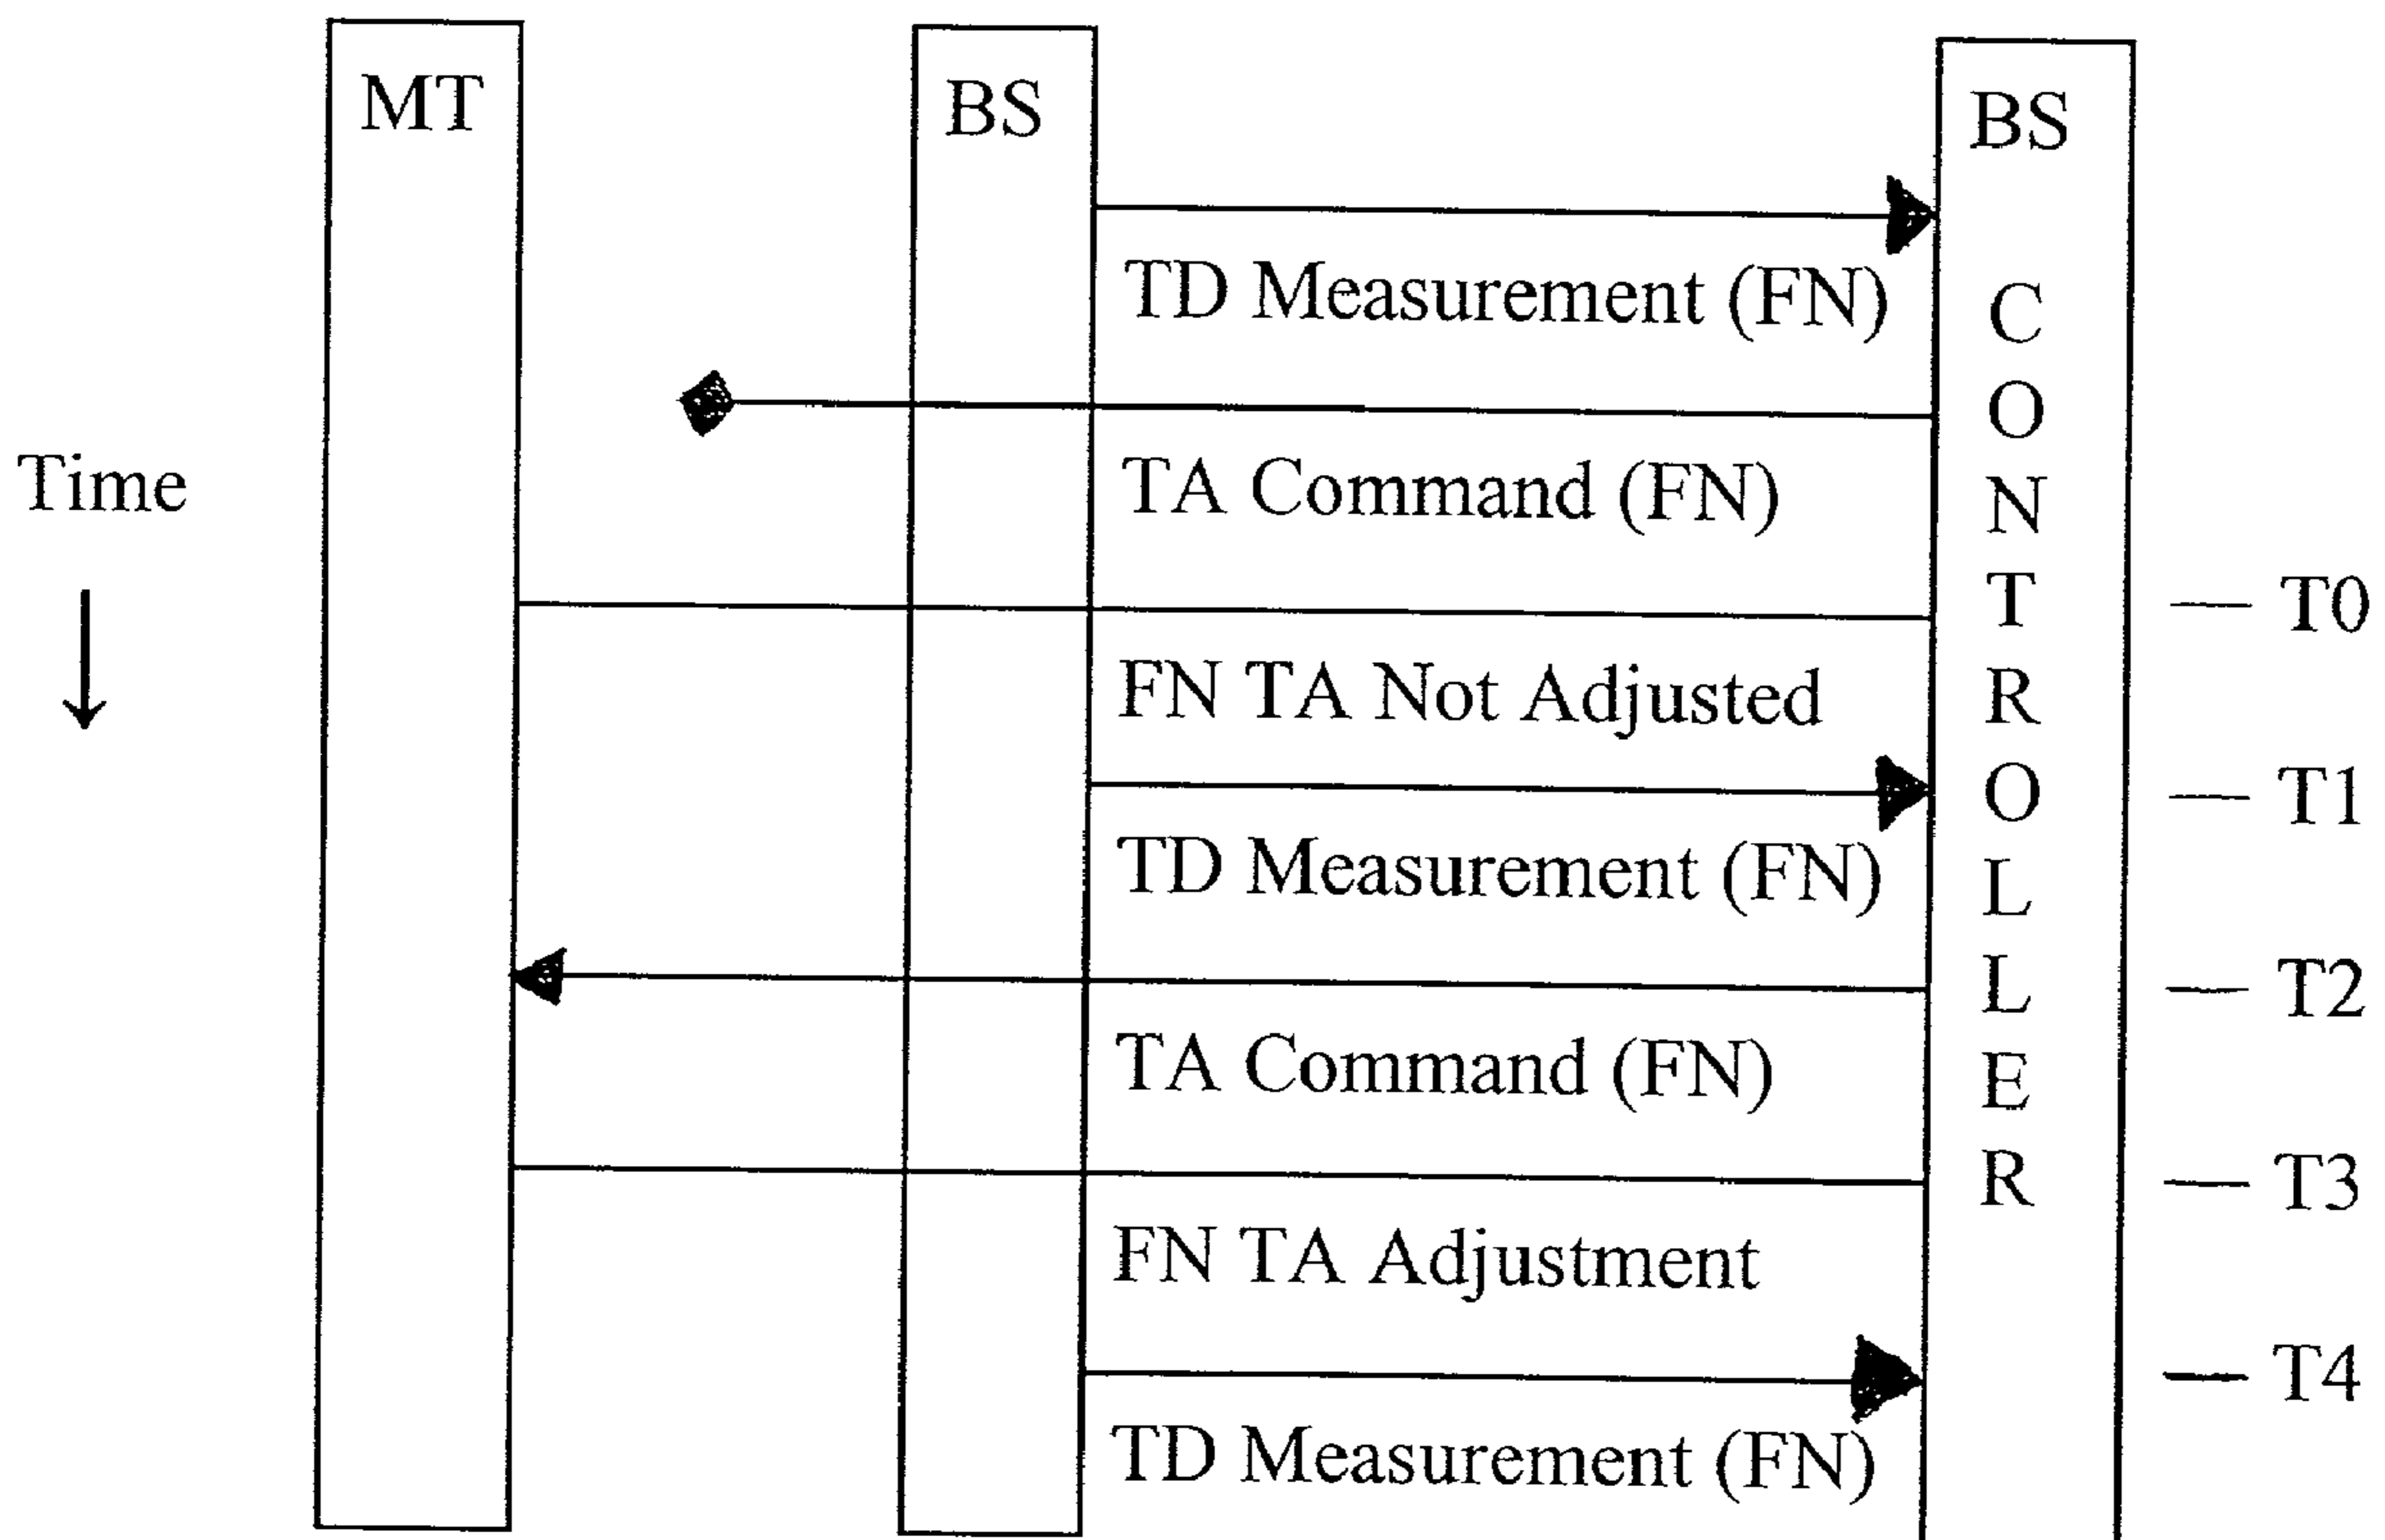 MT
BS
BS CONTROLLER
TD Measurement (FN)
TA Command (FN)
Time
T0
FN TA Not Adjusted
T1
TD Measurement (FN)
T2
TA Command (FN)
T3
FN TA Adjustment
T4
TD Measurement (FN)